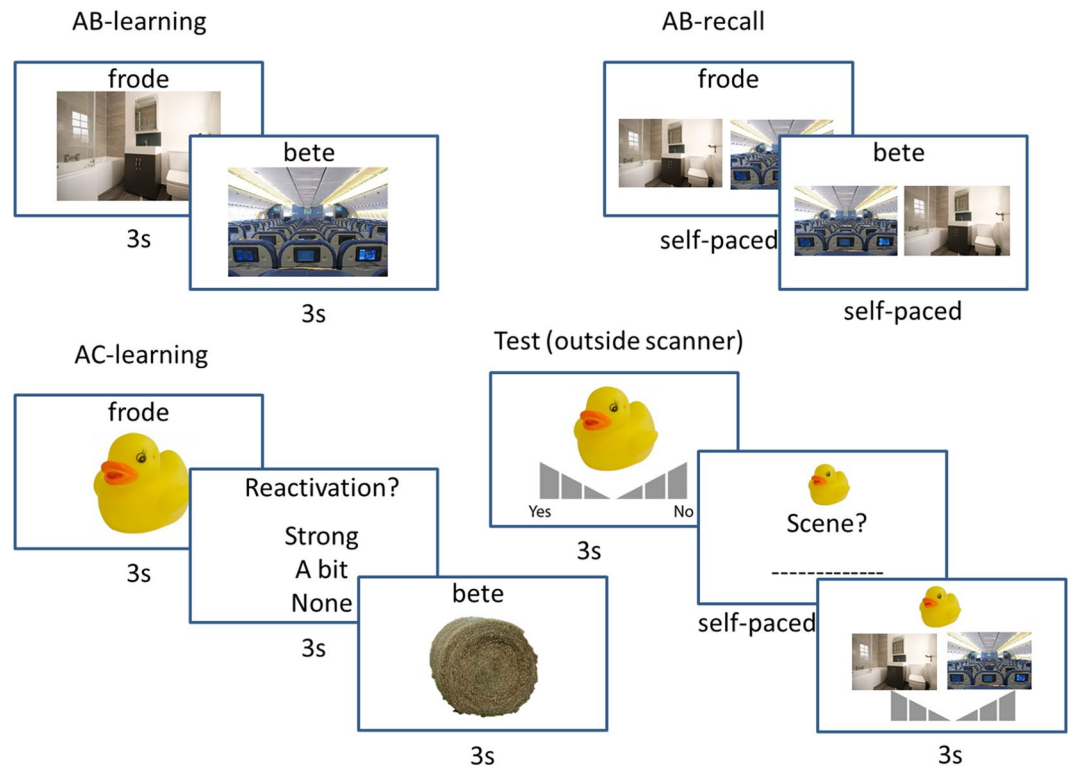 AB-learning
frode
3s
bete
3s
AB-recall
frode
self-paced
bete
self-paced
AC-learning
frode
3s
Reactivation?
Strong
A bit
None
3s
bete
3s
Test (outside scanner)
Yes No
3s
Scene?
-------------
self-paced
3s